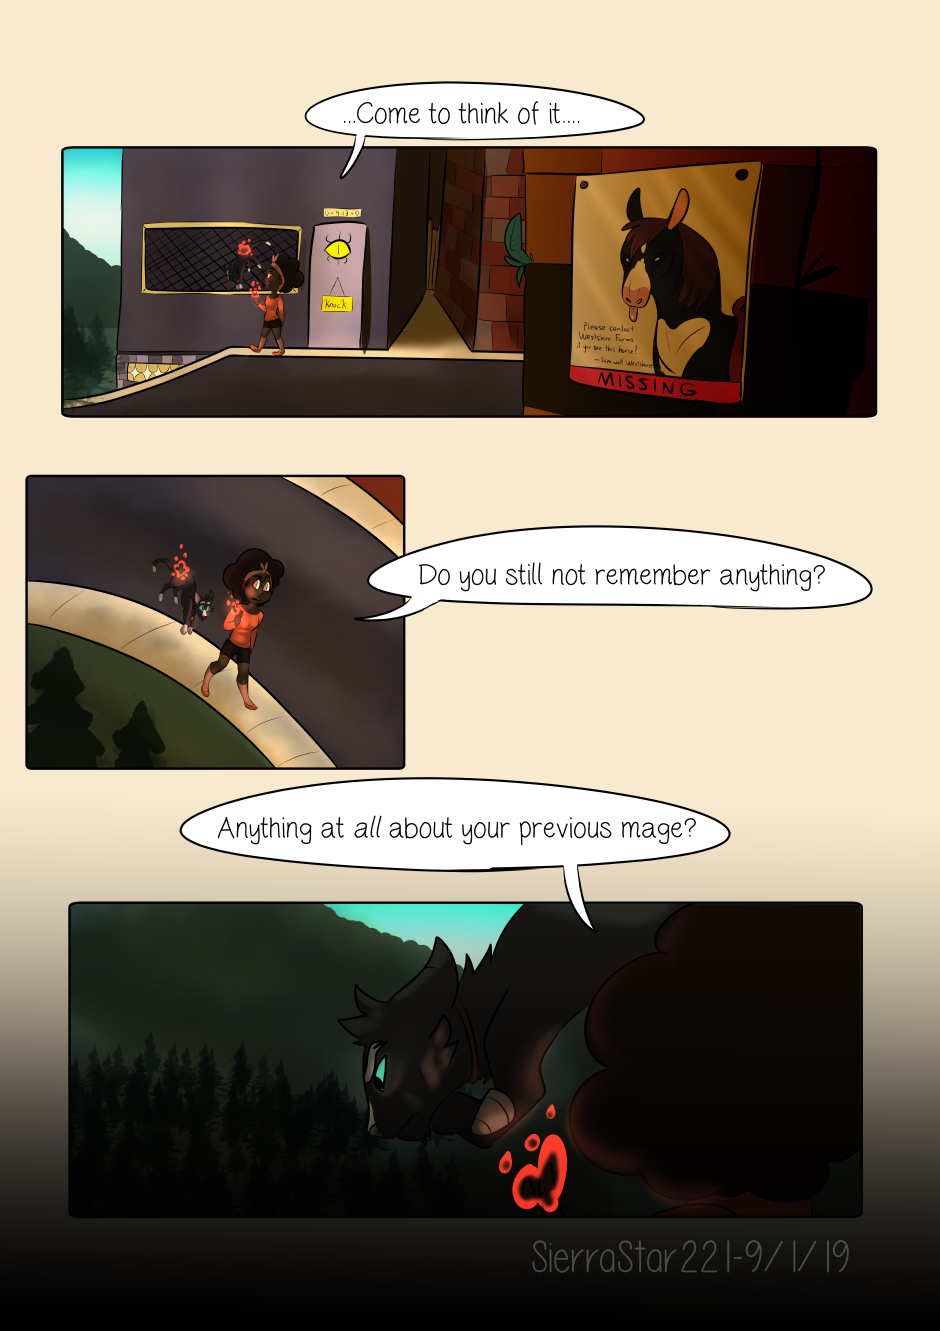 ...Come to think of it....
Knock
Please contact
Westshire Farms
if you see this horse!
MISSING
Do you still not remember anything?
Anything at all about your previous mage?
SierraStar221-9/1/19